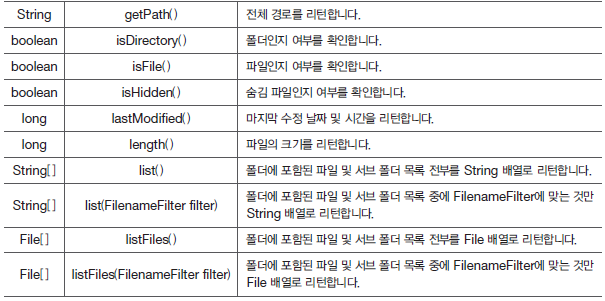 String getPath() 전체 경로를 리턴합니다.
boolean isDirectory() 폴더인지 여부를 확인합니다.
boolean isFile() 파일인지 여부를 확인합니다.
boolean isHidden() 숨김 파일인지 여부를 확인합니다.
long lastModified() 마지막 수정 날짜 및 시간을 리턴합니다.
long length() 파일의 크기를 리턴합니다.
String[] list() 폴더에 포함된 파일 및 서브 폴더 목록 전부를 String 배열로 리턴합니다.
String[] list(FilenameFilter filter) 폴더에 포함된 파일 및 서브 폴더 목록 중에 FilenameFilter에 맞는 것만
String 배열로 리턴합니다.
File[] listFiles() 폴더에 포함된 파일 및 서브 폴더 목록 전부를 File 배열로 리턴합니다.
File[] listFiles(FilenameFilter filter) 폴더에 포함된 파일 및 서브 폴더 목록 중에 FilenameFilter에 맞는 것만
File 배열로 리턴합니다.